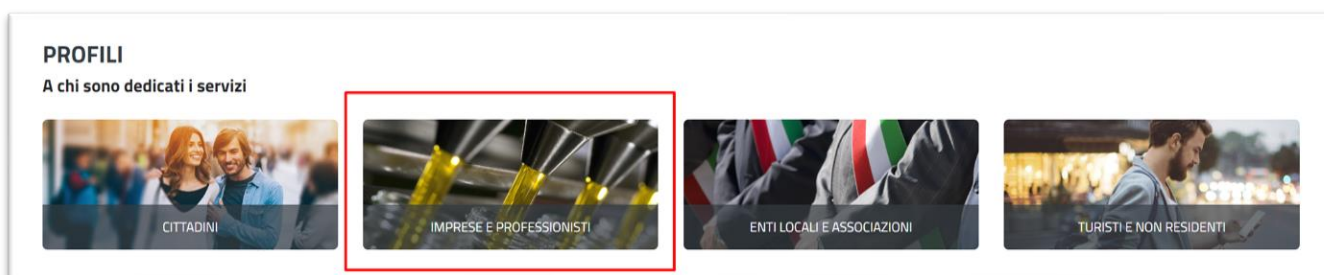 PROFILI
A chi sono dedicati i servizi
CITTADINI
IMPRESE E PROFESSIONISTI
ENTI LOCALI E ASSOCIAZIONI
TURISTI E NON RESIDENTI